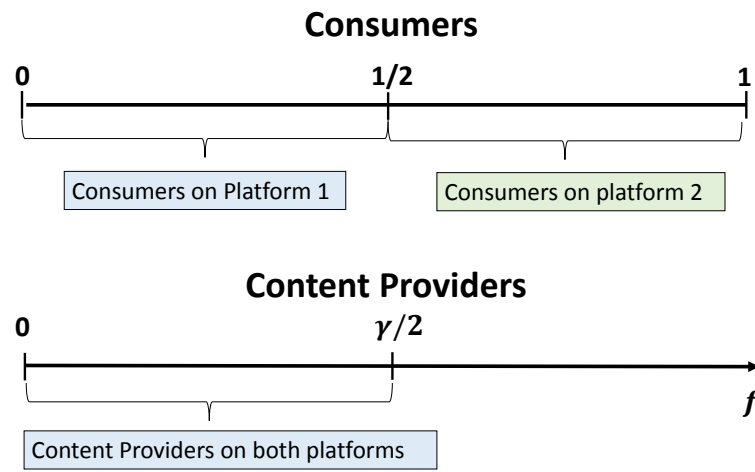 Consumers
0 1/2 1
Consumers on Platform 1 Consumers on platform 2
Content Providers
0 γ/2
f
Content Providers on both platforms